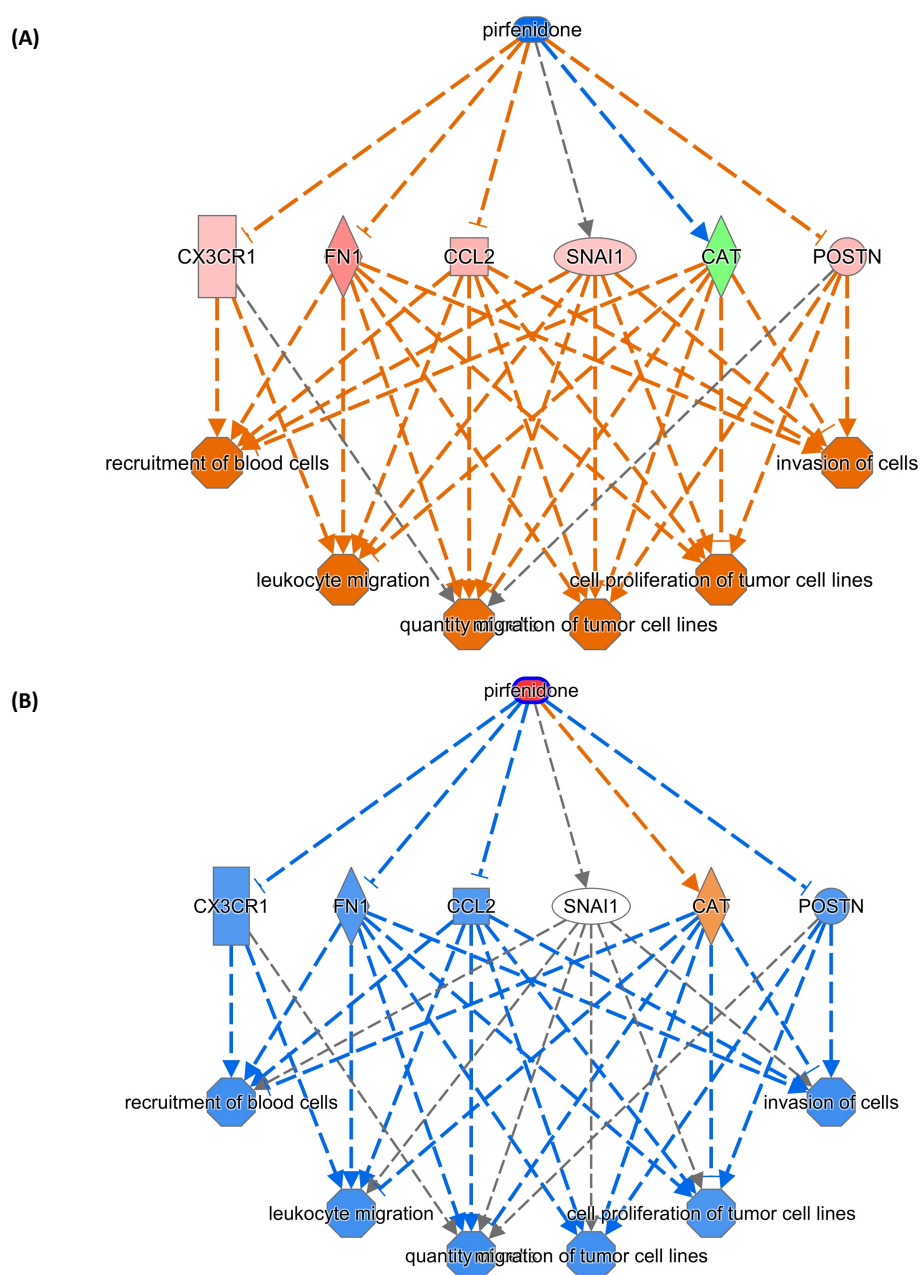 (A)
pirfenidone
CX3CR1
FN1
CCL2
SNAI1
CAT
POSTN
recruitment of blood cells
invasion of cells
leukocyte migration
cell proliferation of tumor cell lines
quantity
migration of tumor cell lines
(B)
pirfenidone
CX3CR1
FN1
CCL2
SNAI1
CAT
POSTN
recruitment of blood cells
invasion of cells
leukocyte migration
cell proliferation of tumor cell lines
quantity
migration of tumor cell lines